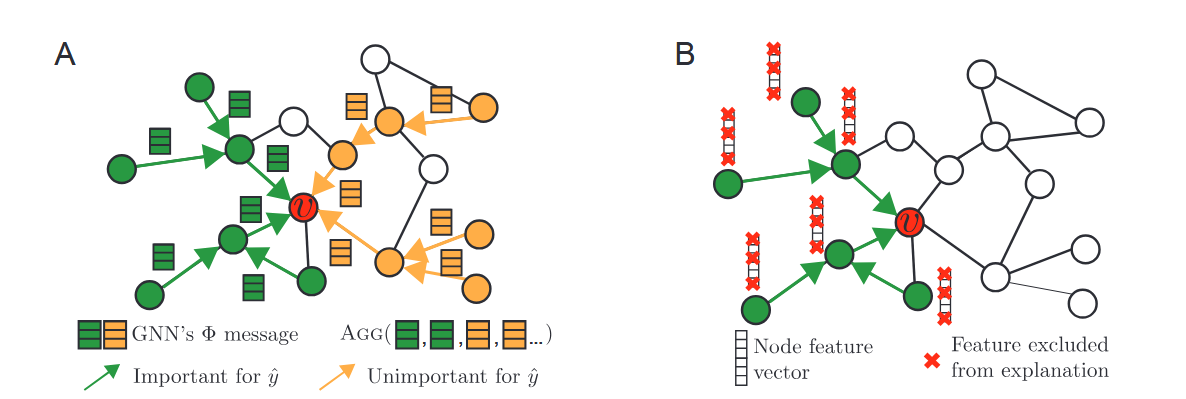 A
B
v
v
GNN's Φ message
AGG( , , , ...)
Important for ŷ
Unimportant for ŷ
Node feature
vector
Feature excluded
from explanation